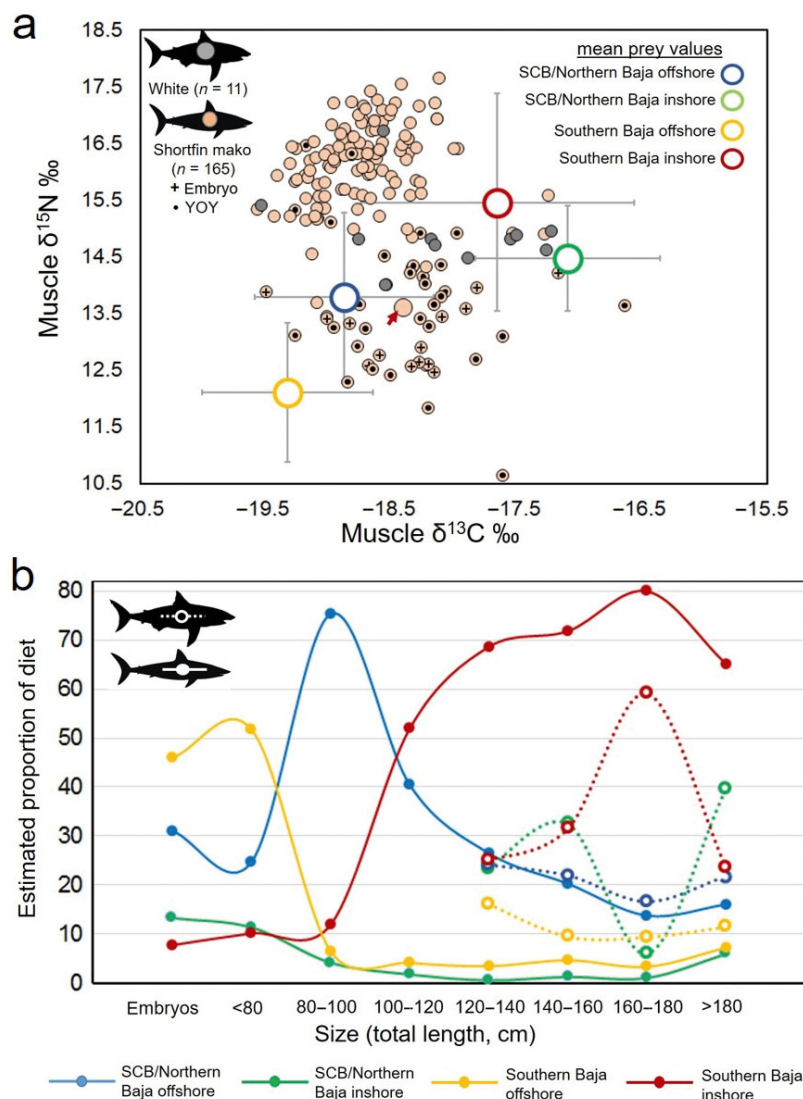 a
18.5
17.5
16.5
15.5
14.5
13.5
12.5
11.5
10.5
Muscle δ15N ‰
White (n = 11)
Shortfin mako
(n = 165)
+ Embryo
• YOY
mean prey values
SCB/Northern Baja offshore
SCB/Northern Baja inshore
Southern Baja offshore
Southern Baja inshore
−20.5 −19.5 −18.5 −17.5 −16.5 −15.5
Muscle δ13C ‰
b
80
70
60
50
40
30
20
10
0
Estimated proportion of diet
Embryos <80 80–100 100–120 120–140 140–160 160–180 >180
Size (total length, cm)
SCB/Northern
Baja offshore
SCB/Northern
Baja inshore
Southern Baja
offshore
Southern Baja
inshore